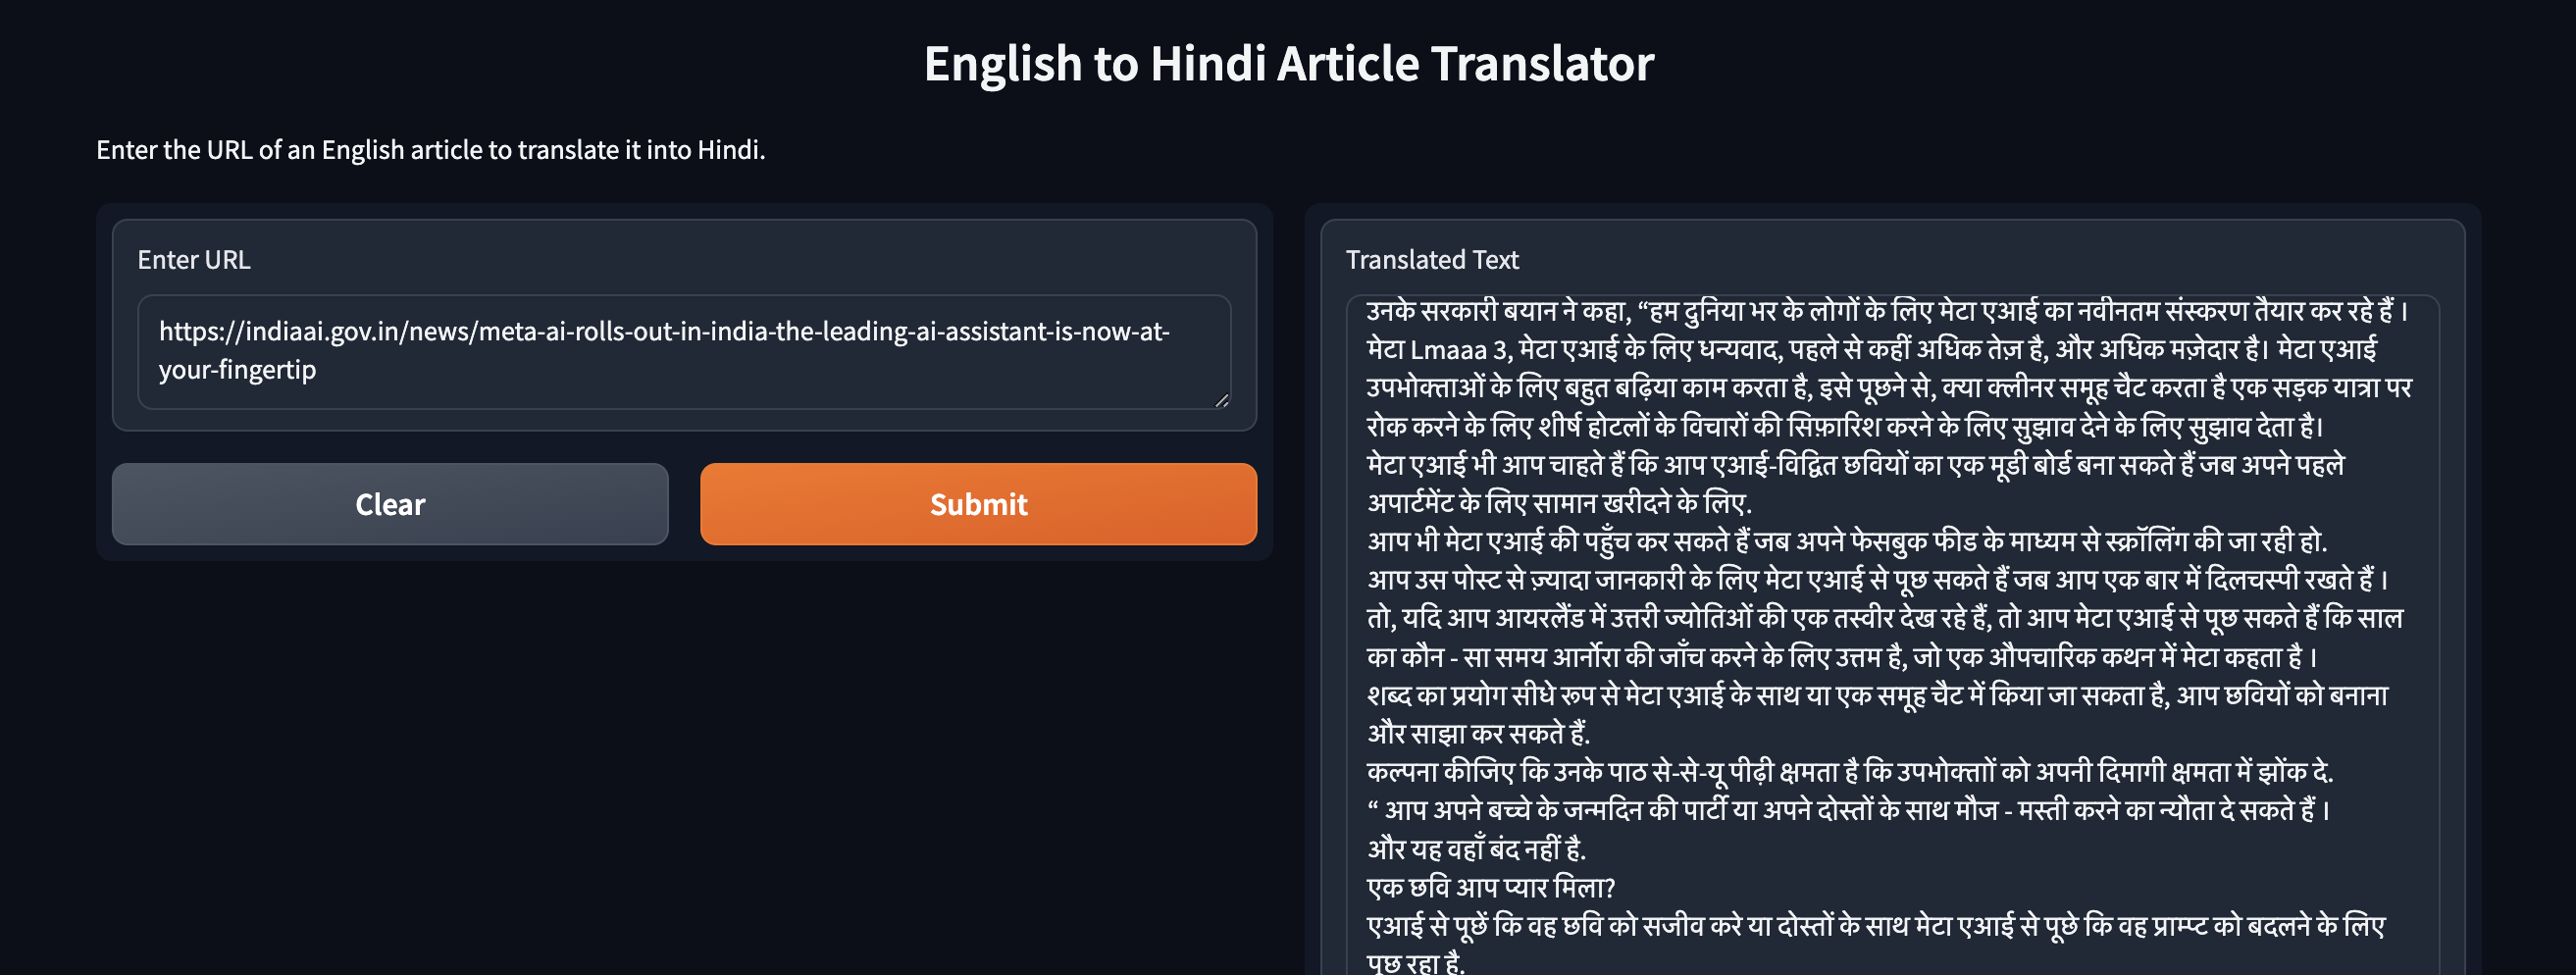 English to Hindi Article Translator
Enter the URL of an English article to translate it into Hindi.
Enter URL
https://indiaai.gov.in/news/meta-ai-rolls-out-in-india-the-leading-ai-assistant-is-now-at-
your-fingertip
Clear
Submit
Translated Text
उनके सरकारी बयान ने कहा, “हम दुनिया भर के लोगों के लिए मेटा एआई का नवीनतम संस्करण तैयार कर रहे हैं ।
मेटा Lmaaa 3, मेटा एआई के लिए धन्यवाद, पहले से कहीं अधिक तेज़ है, और अधिक मज़ेदार है। मेटा एआई
उपभोक्ताओं के लिए बहुत बढ़िया काम करता है, इसे पूछने से, क्या क्लीनर समूह चैट करता है एक सड़क यात्रा पर
रोक करने के लिए शीर्ष होटलों के विचारों की सिफ़ारिश करने के लिए सुझाव देने के लिए सुझाव देता है।
मेटा एआई भी आप चाहते हैं कि आप एआई-विद्वित छवियों का एक मूडी बोर्ड बना सकते हैं जब अपने पहले
अपार्टमेंट के लिए सामान खरीदने के लिए.
आप भी मेटा एआई की पहुँच कर सकते हैं जब अपने फेसबुक फीड के माध्यम से स्क्रॉलिंग की जा रही हो.
आप उस पोस्ट से ज़्यादा जानकारी के लिए मेटा एआई से पूछ सकते हैं जब आप एक बार में दिलचस्पी रखते हैं ।
तो, यदि आप आयरलैंड में उत्तरी ज्योतिओं की एक तस्वीर देख रहे हैं, तो आप मेटा एआई से पूछ सकते हैं कि साल
का कौन - सा समय आर्नोरा की जाँच करने के लिए उत्तम है, जो एक औपचारिक कथन में मेटा कहता है ।
शब्द का प्रयोग सीधे रूप से मेटा एआई के साथ या एक समूह चैट में किया जा सकता है, आप छवियों को बनाना
और साझा कर सकते हैं.
कल्पना कीजिए कि उनके पाठ से-से-यू पीढ़ी क्षमता है कि उपभोक्ताों को अपनी दिमागी क्षमता में झोंक दे.
“ आप अपने बच्चे के जन्मदिन की पार्टी या अपने दोस्तों के साथ मौज - मस्ती करने का न्यौता दे सकते हैं ।
और यह वहाँ बंद नहीं है.
एक छवि आप प्यार मिला?
एआई से पूछें कि वह छवि को सजीव करे या दोस्तों के साथ मेटा एआई से पूछे कि वह प्राम्प्ट को बदलने के लिए
पूछ रहा है.